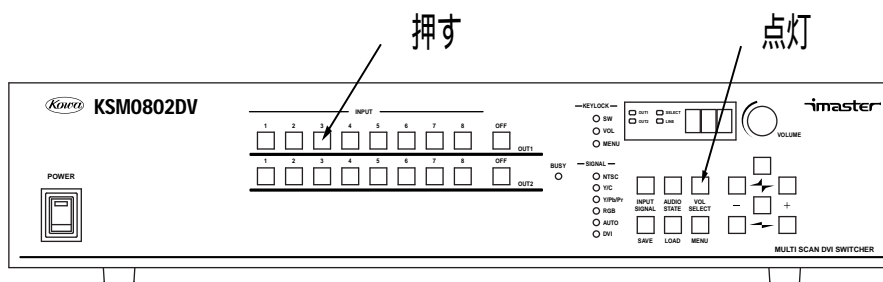 押す
点灯
Kowa KSM0802DV
INPUT
1 2 3 4 5 6 7 8 OFF
OUT1
1 2 3 4 5 6 7 8 OFF
OUT2
POWER
BUSY
KEYLOCK
SW
VOL
MENU
SIGNAL
NTSC
Y/C
Y/Pb/Pr
RGB
AUTO
DVI
OUT1 SELECT
OUT2 LINE
VOLUME
imaster
INPUT SIGNAL
AUDIO STATE
VOL SELECT
SAVE LOAD MENU
− +
MULTI SCAN DVI SWITCHER